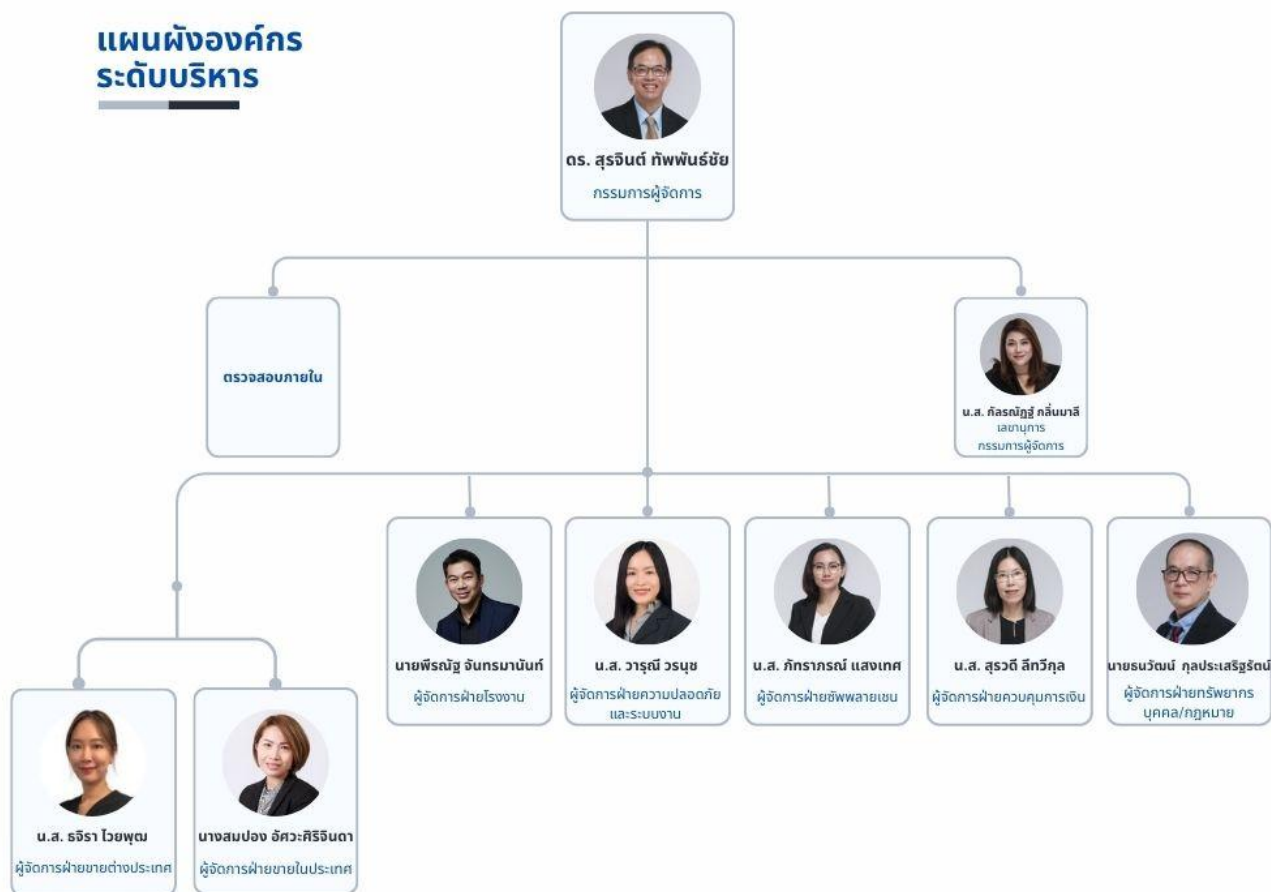 แผนผังองค์กร
ระดับบริหาร
ดร. สุรจินต์ ทัพพันธ์ชัย
กรรมการผู้จัดการ
ตรวจสอบภายใน
น.ส. กัลรณัฏฐ์ กลิ่นมาลี
เลขานุการ
กรรมการผู้จัดการ
นายพีรณัฐ จันทรมานันท์
ผู้จัดการฝ่ายโรงงาน
น.ส. วารุณี วรนุช
ผู้จัดการฝ่ายความปลอดภัย
และระบบงาน
น.ส. ภัทราภรณ์ แสงเทศ
ผู้จัดการฝ่ายซัพพลายเชน
น.ส. สุรวดี ลีทวีกุล
ผู้จัดการฝ่ายควบคุมการเงิน
นายธนวัฒน์ กุลประเสริฐรัตน์
ผู้จัดการฝ่ายทรัพยากร
บุคคล/กฎหมาย
น.ส. ธจิรา ไวยพุฒ
ผู้จัดการฝ่ายขายต่างประเทศ
นางสมปอง อัศวะศิริจินดา
ผู้จัดการฝ่ายขายในประเทศ